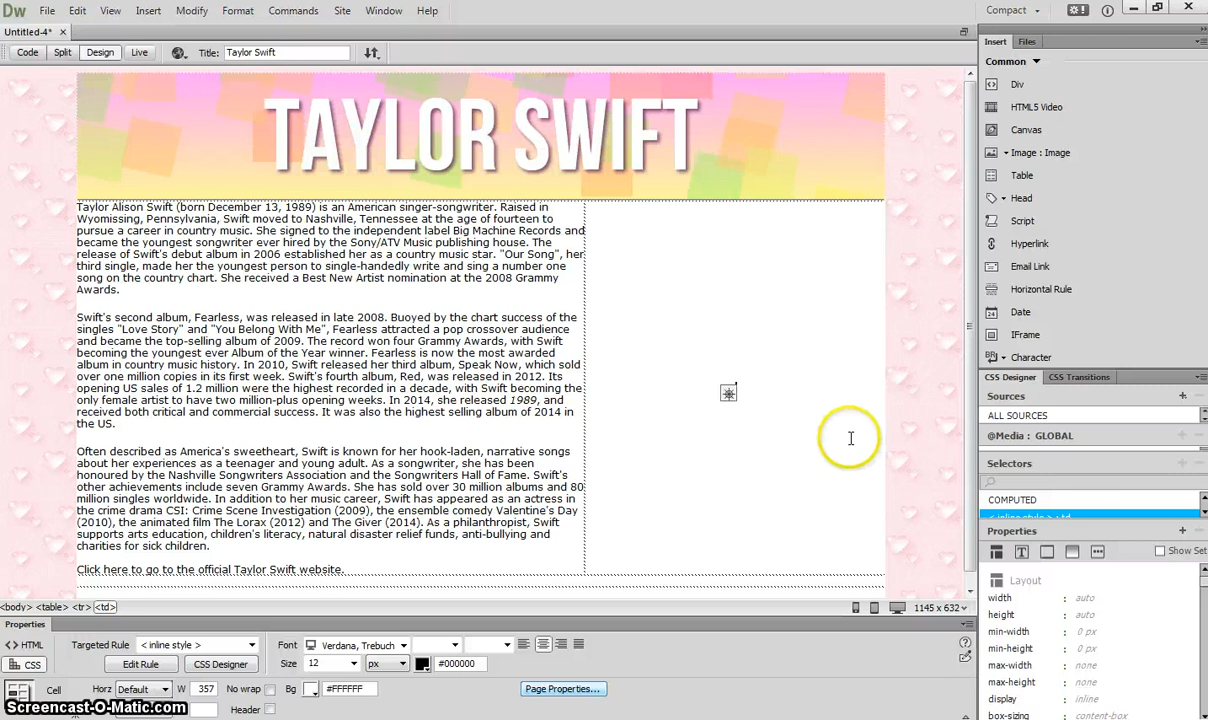 Dw File Edit View Insert Modify Format Commands Site Window Help Compact
Untitled-4* ×
Code Split Design Live Title: Taylor Swift
Insert Files
Common
Div
HTML5 Video
Canvas
Image : Image
Table
Head
Script
Hyperlink
Email Link
Horizontal Rule
Date
IFrame
Character
TAYLOR SWIFT
Taylor Alison Swift (born December 13, 1989) is an American singer-songwriter. Raised in
Wyomissing, Pennsylvania, Swift moved to Nashville, Tennessee at the age of fourteen to
pursue a career in country music. She signed to the independent label Big Machine Records and
became the youngest songwriter ever hired by the Sony/ATV Music publishing house. The
release of Swift's debut album in 2006 established her as a country music star. "Our Song", her
third single, made her the youngest person to single-handedly write and sing a number one
song on the country chart. She received a Best New Artist nomination at the 2008 Grammy
Awards.
Swift's second album, Fearless, was released in late 2008. Buoyed by the chart success of the
singles "Love Story" and "You Belong With Me", Fearless attracted a pop crossover audience
and became the top-selling album of 2009. The record won four Grammy Awards, with Swift
becoming the youngest ever Album of the Year winner. Fearless is now the most awarded
album in country music history. In 2010, Swift released her third album, Speak Now, which sold
over one million copies in its first week. Swift's fourth album, Red, was released in 2012. Its
opening US sales of 1.2 million were the highest recorded in a decade, with Swift becoming the
only female artist to have two million-plus opening weeks. In 2014, she released 1989, and
received both critical and commercial success. It was also the highest selling album of 2014 in
the US.
Often described as America's sweetheart, Swift is known for her hook-laden, narrative songs
about her experiences as a teenager and young adult. As a songwriter, she has been
honoured by the Nashville Songwriters Association and the Songwriters Hall of Fame. Swift's
other achievements include seven Grammy Awards. She has sold over 30 million albums and 80
million singles worldwide. In addition to her music career, Swift has appeared as an actress in
the crime drama CSI: Crime Scene Investigation (2009), the ensemble comedy Valentine's Day
(2010), the animated film The Lorax (2012) and The Giver (2014). As a philanthropist, Swift
supports arts education, children's literacy, natural disaster relief funds, anti-bullying and
charities for sick children.
Click here to go to the official Taylor Swift website.
CSS Designer CSS Transitions
Sources
ALL SOURCES
@Media : GLOBAL
Selectors
COMPUTED
< inline style > : td
Properties
Show Set
Layout
width : auto
height : auto
min-width : 0 px
min-height : 0 px
max-width : none
max-height : none
display : inline
box-sizing : content-box
<body> <table> <tr> <td>
1145 x 632
Properties
<> HTML Targeted Rule < inline style > Font Verdana, Trebuc
CSS Edit Rule CSS Designer Size 12 px #000000
Cell Horz Default W 357 No wrap Bg #FFFFFF Page Properties...
Header
Screencast-O-Matic.com